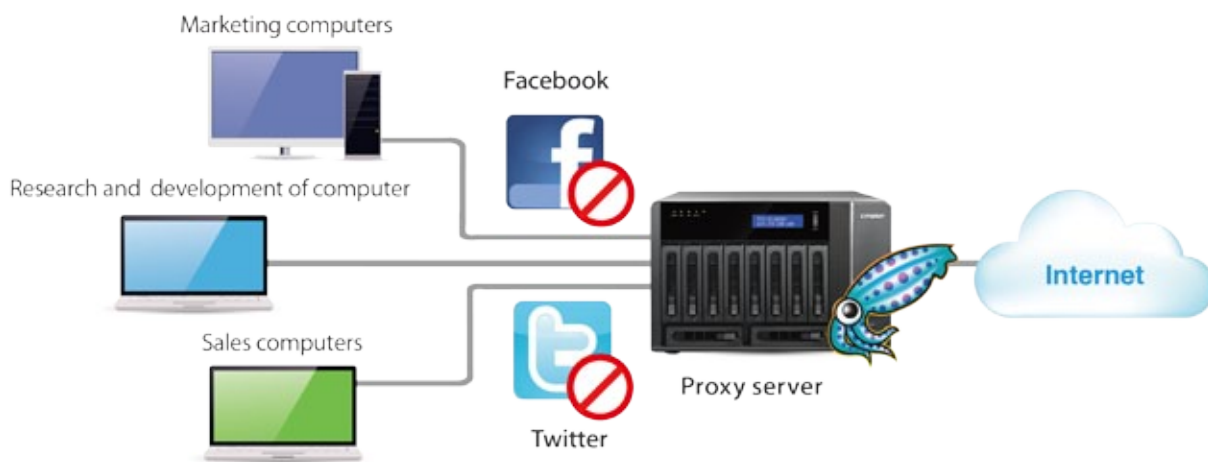 Marketing computers
Facebook
f
Research and development of computer
Internet
t
Sales computers
Proxy server
Twitter